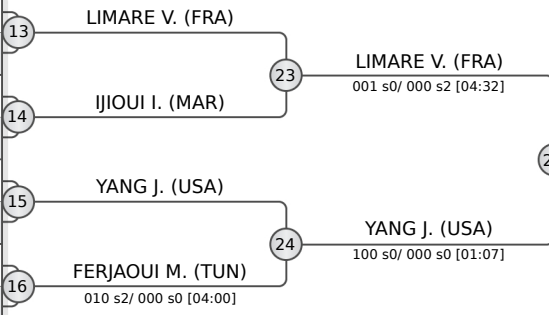 LIMARE V. (FRA)
13
23
LIMARE V. (FRA)
001 s0/ 000 s2 [04:32]
IJIOUI I. (MAR)
14
YANG J. (USA)
15
24
YANG J. (USA)
100 s0/ 000 s0 [01:07]
FERJAOUI M. (TUN)
16
010 s2/ 000 s0 [04:00]